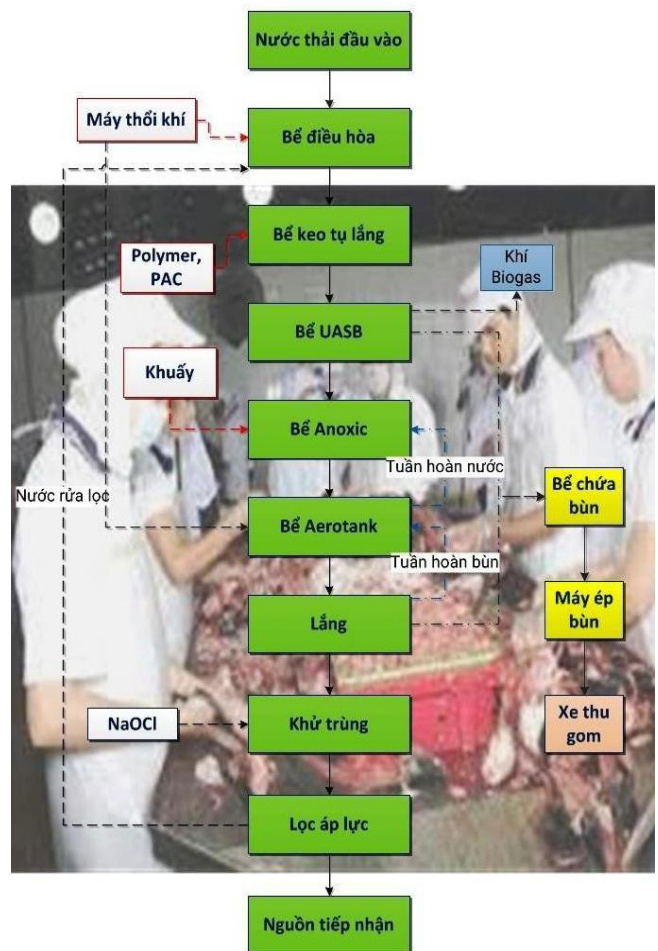 Nước thải đầu vào
Máy thổi khí
Bể điều hòa
Bể keo tụ lắng
Polymer,
PAC
Khí
Biogas
Bể UASB
Khuấy
Bể Anoxic
Tuần hoàn nước
Nước rửa lọc
Bể chứa
bùn
Bể Aerotank
Tuần hoàn bùn
Lắng
Máy ép
bùn
NaOCl
Khử trùng
Xe thu
gom
Lọc áp lực
Nguồn tiếp nhận